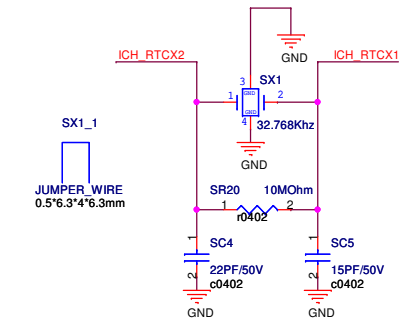 GND
ICH_RTCX2
ICH_RTCX1
3
SX1
GND
1
2
GND
4
32.768Khz
SX1_1
GND
JUMPER_WIRE
0.5*6.3*4*6.3mm
SR20
10MOhm
1
2
r0402
1
SC4
1
SC5
22PF/50V
15PF/50V
2
c0402
2
c0402
GND
GND